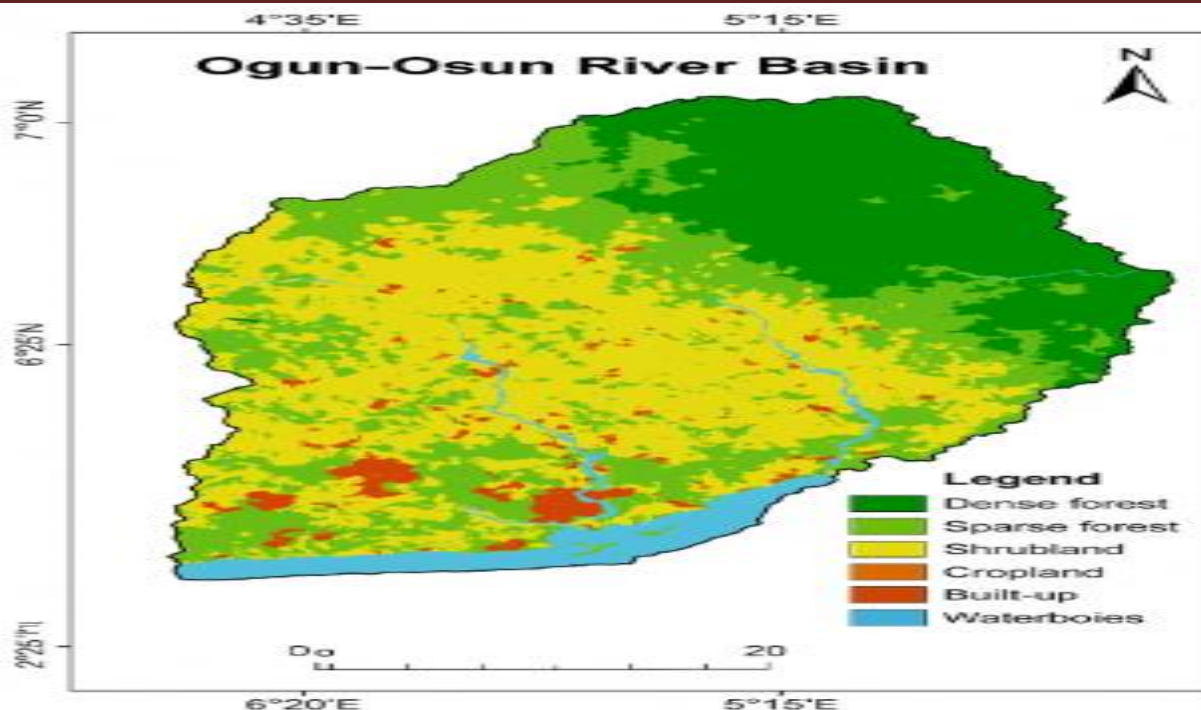 4°35'E 5°15'E
Ogun–Osun River Basin
N
7°0'N
6°25'N
Legend
Dense forest
Sparse forest
Shrubland
Cropland
Built-up
Waterboies
20
6°20'E 5°15'E